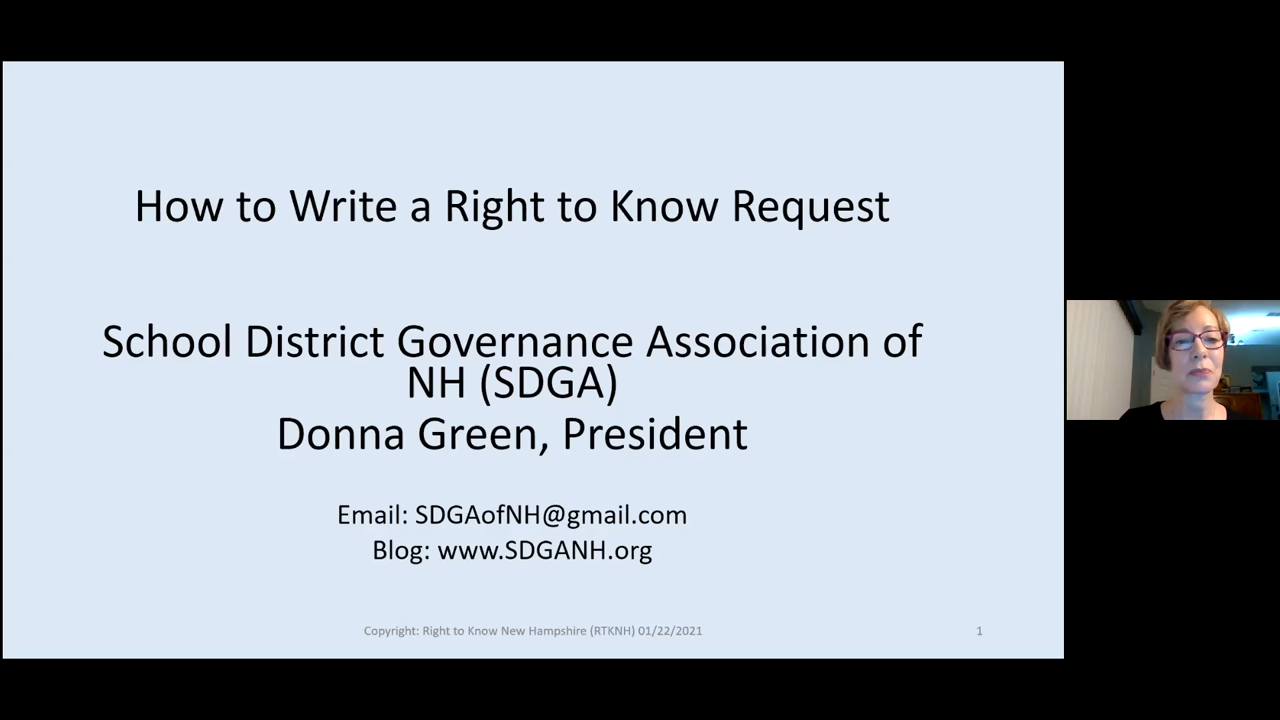 How to Write a Right to Know Request
School District Governance Association of
NH (SDGA)
Donna Green, President
Email: SDGAofNH@gmail.com
Blog: www.SDGANH.org
Copyright: Right to Know New Hampshire (RTKNH) 01/22/2021
1